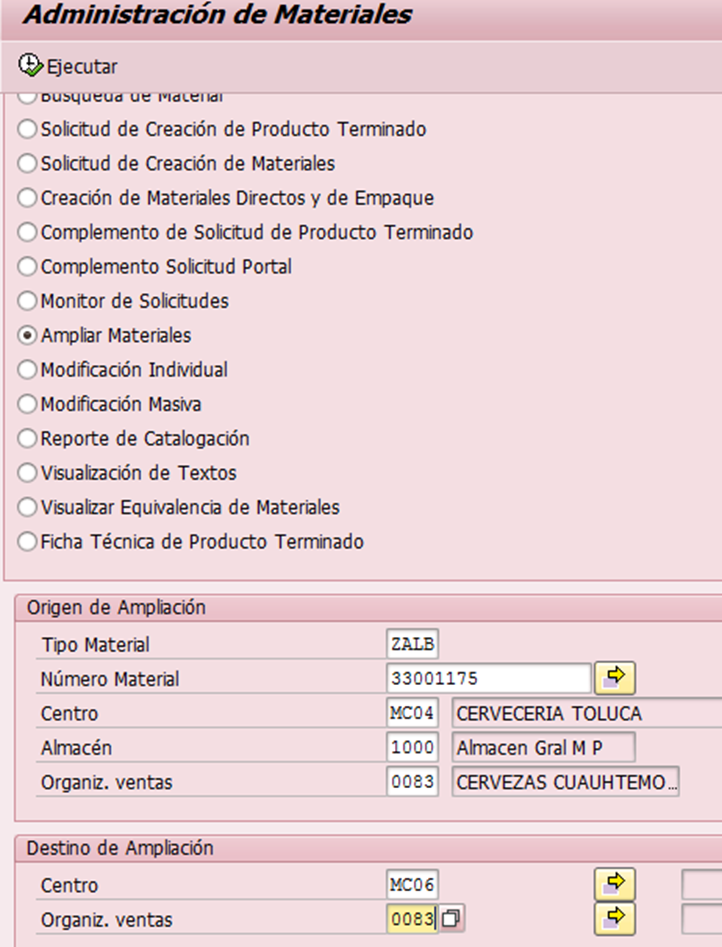 Administración de Materiales
Ejecutar
Búsqueda de Material
Solicitud de Creación de Producto Terminado
Solicitud de Creación de Materiales
Creación de Materiales Directos y de Empaque
Complemento de Solicitud de Producto Terminado
Complemento Solicitud Portal
Monitor de Solicitudes
Ampliar Materiales
Modificación Individual
Modificación Masiva
Reporte de Catalogación
Visualización de Textos
Visualizar Equivalencia de Materiales
Ficha Técnica de Producto Terminado
Origen de Ampliación
Tipo Material ZALB
Número Material 33001175
Centro MC04 CERVECERIA TOLUCA
Almacén 1000 Almacen Gral M P
Organiz. ventas 0083 CERVEZAS CUAUHTEMO...
Destino de Ampliación
Centro MC06
Organiz. ventas 0083